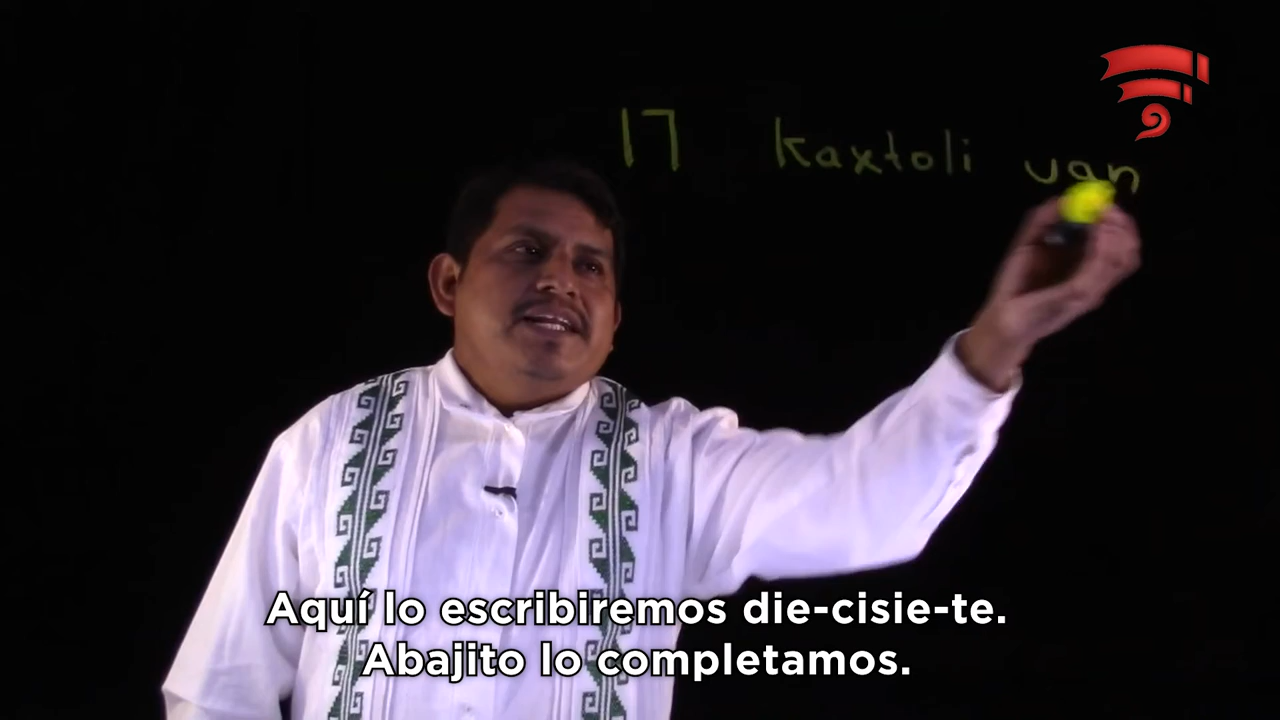 17 kaxtoli uan
Aquí lo escribiremos die-cisie-te.
Abajito lo completamos.